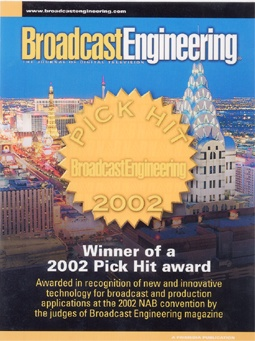 www.broadcastengineering.com
BroadcastEngineering
THE JOURNAL OF DIGITAL TELEVISION
PICK HIT
BroadcastEngineering
2002
Winner of a
2002 Pick Hit award
Awarded in recognition of new and innovative
technology for broadcast and production
applications at the 2002 NAB convention by
the judges of Broadcast Engineering magazine